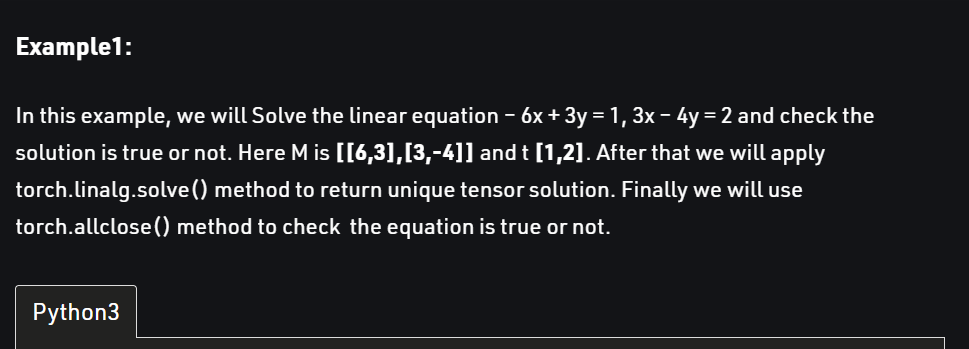 Example1:
In this example, we will Solve the linear equation – 6x + 3y = 1, 3x – 4y = 2 and check the
solution is true or not. Here M is [[6,3],[3,-4]] and t [1,2]. After that we will apply
torch.linalg.solve() method to return unique tensor solution. Finally we will use
torch.allclose() method to check  the equation is true or not.
Python3